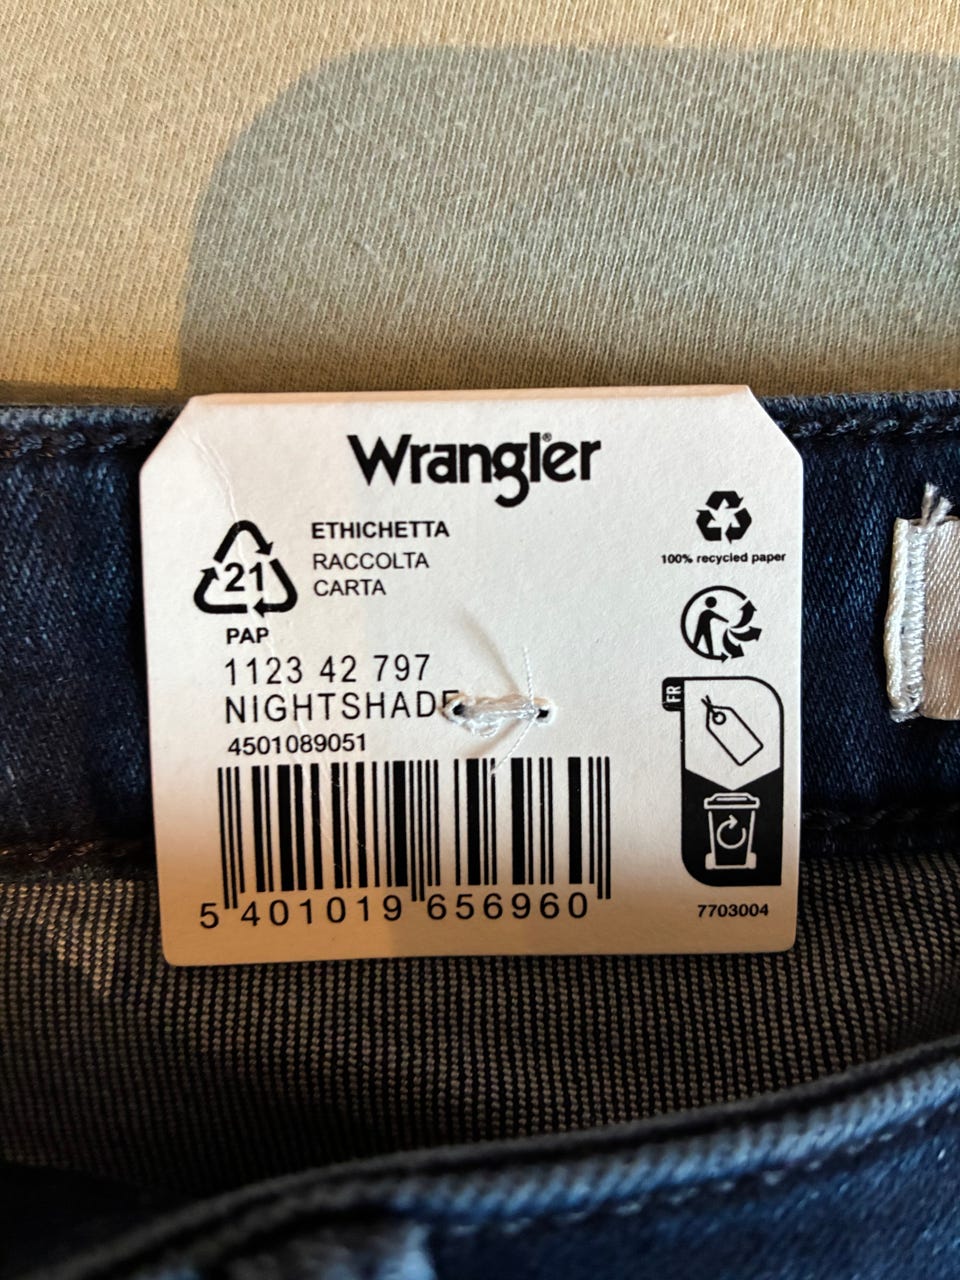 Wrangler®
21
PAP
ETHICHETTA
RACCOLTA
CARTA
100% recycled paper
1123 42 797
NIGHTSHADE
4501089051
FR
5 401019 656960
7703004